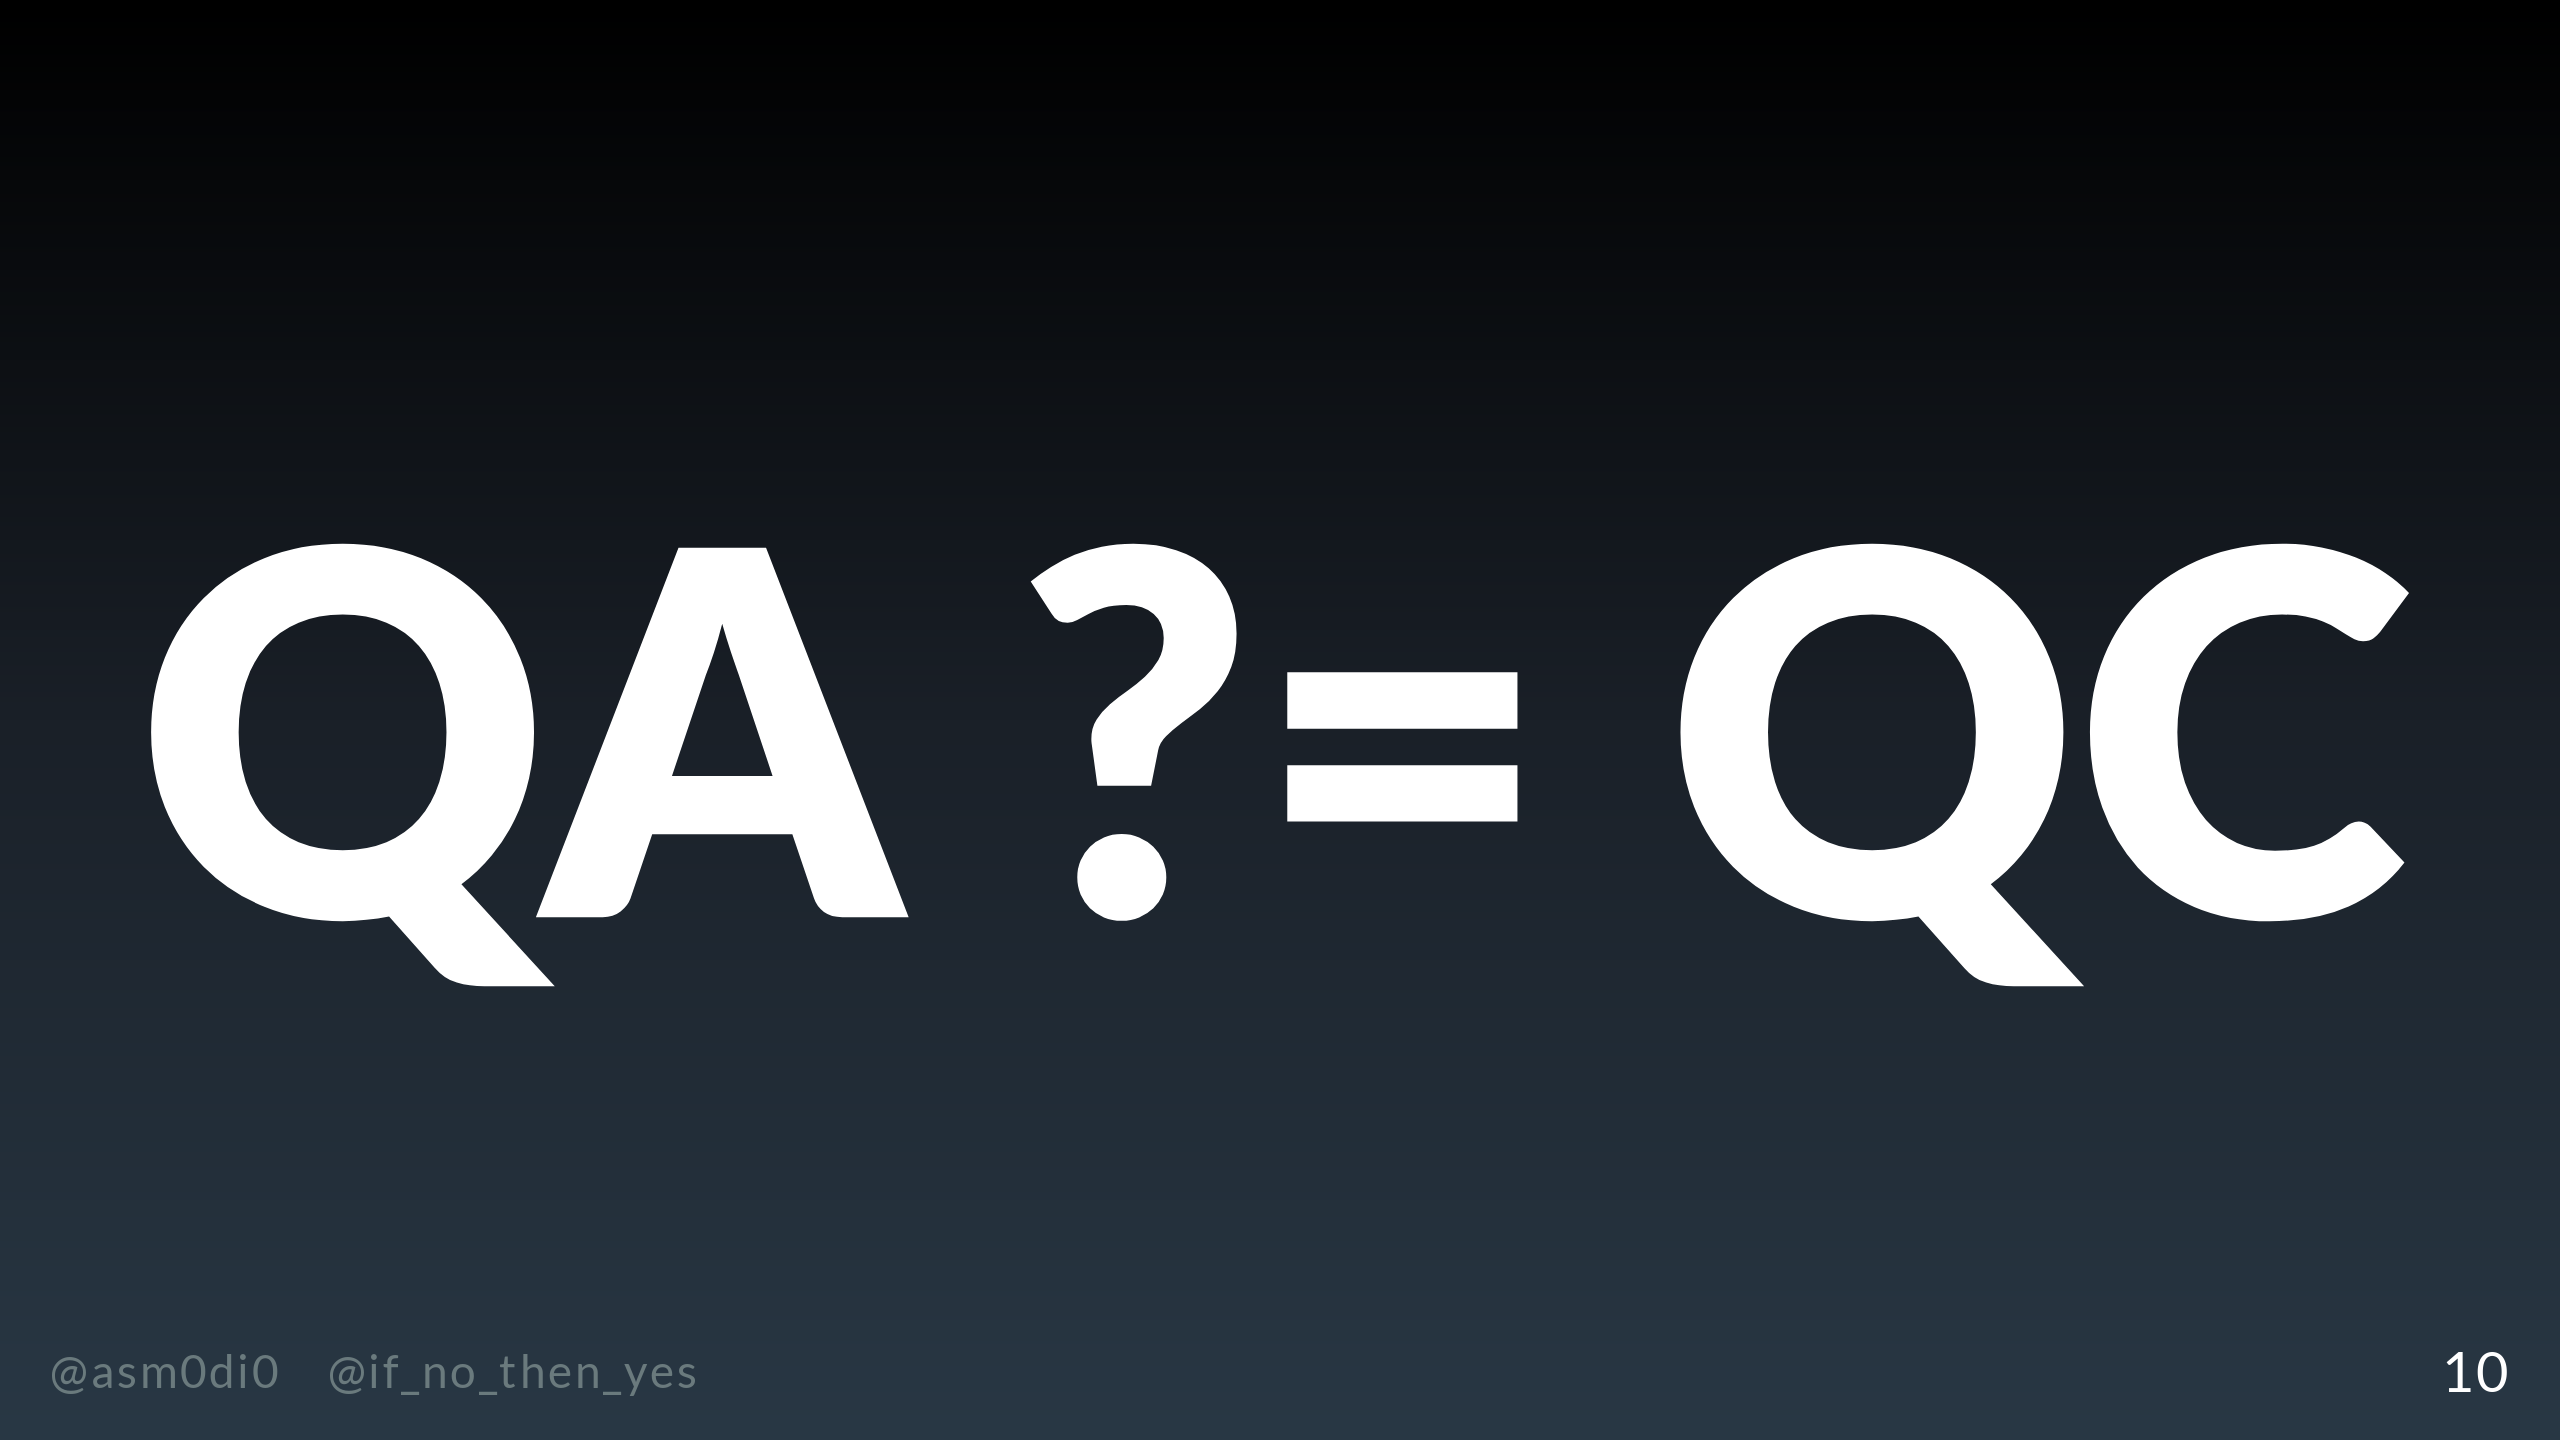 QA ?= QC
@asm0di0 @if_no_then_yes
10